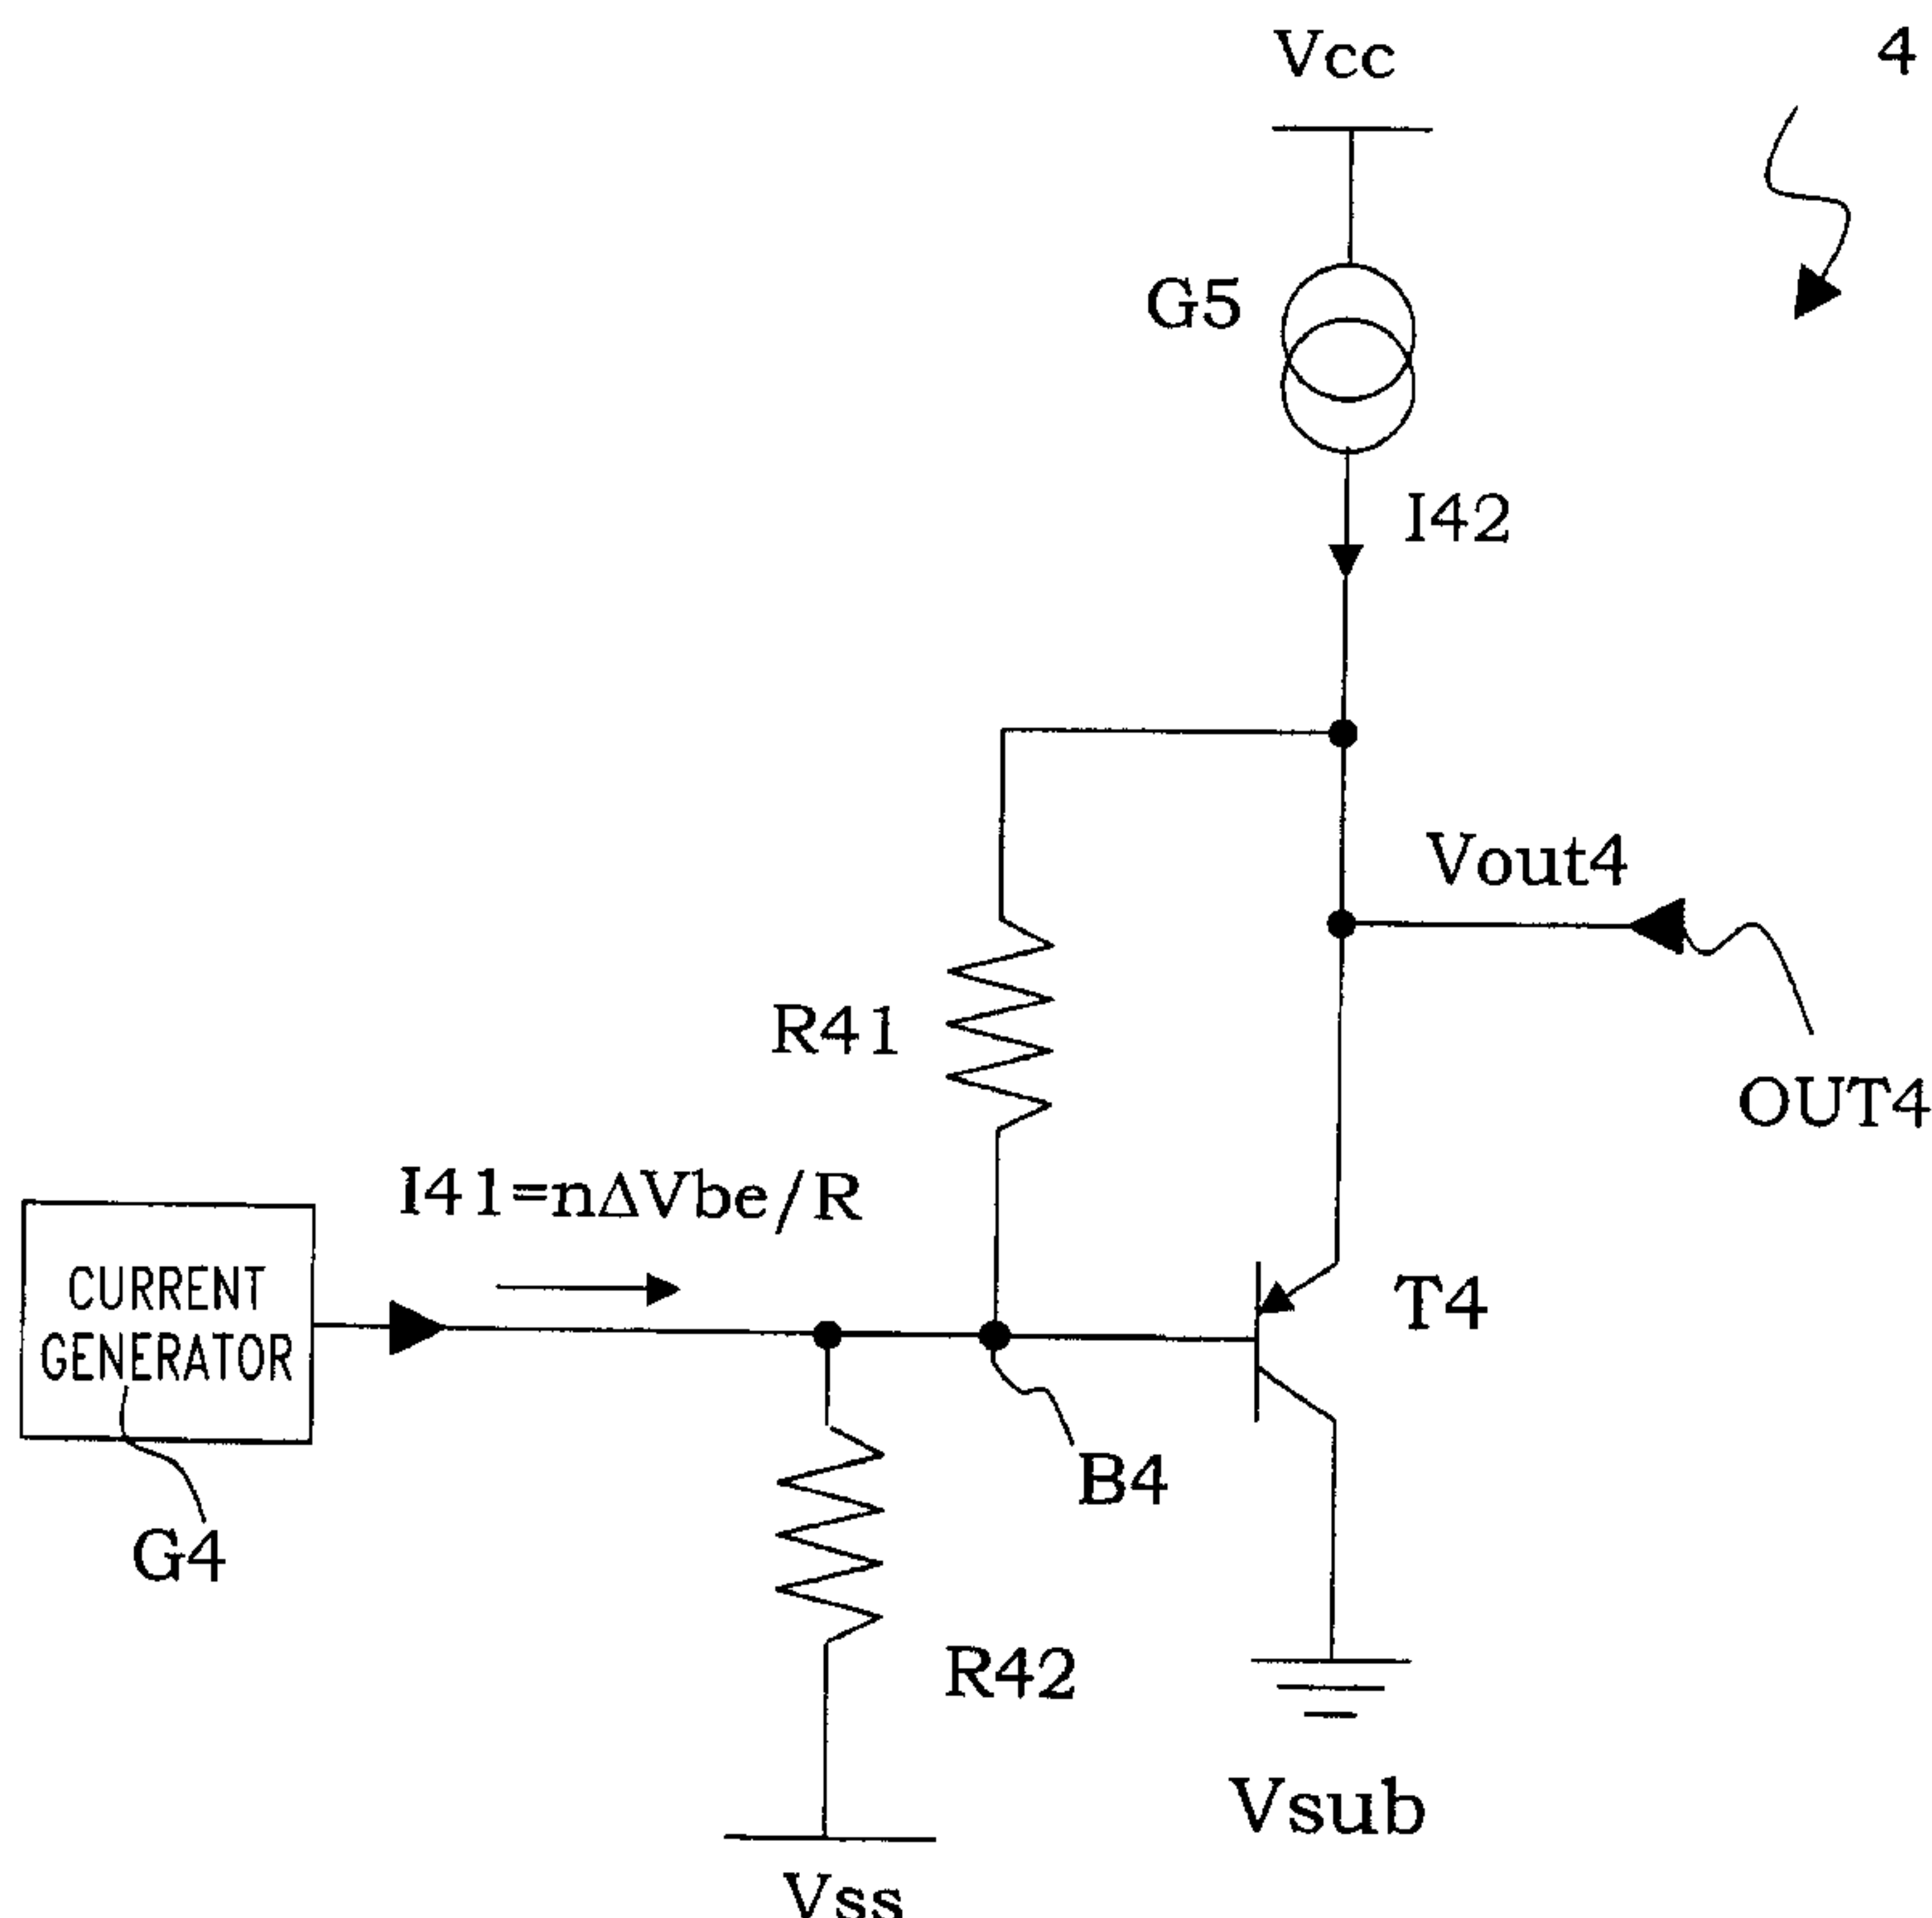 Vcc
4
G5
I42
Vout4
R41
OUT4
I41=nΔVbe/R
CURRENT
GENERATOR
T4
B4
G4
R42
Vsub
Vss